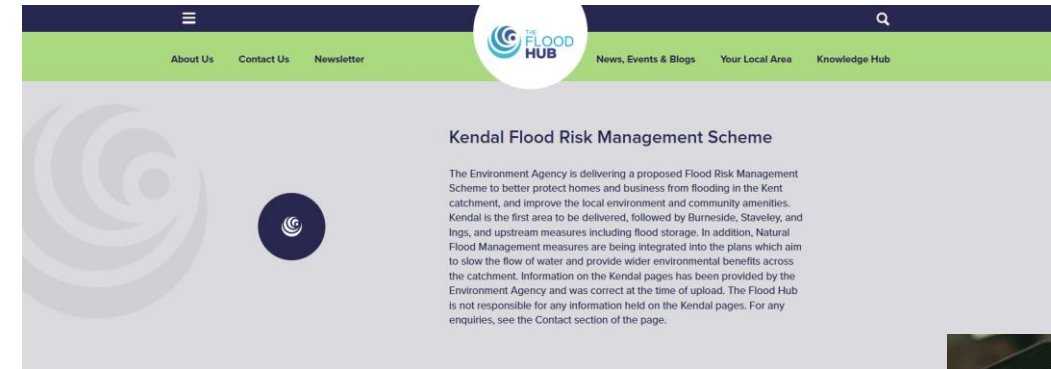 THE
FLOOD
HUB
About Us Contact Us Newsletter News, Events & Blogs Your Local Area Knowledge Hub
Kendal Flood Risk Management Scheme
The Environment Agency is delivering a proposed Flood Risk Management
Scheme to better protect homes and business from flooding in the Kent
catchment, and improve the local environment and community amenities.
Kendal is the first area to be delivered, followed by Burneside, Staveley, and
Ings, and upstream measures including flood storage. In addition, Natural
Flood Management measures are being integrated into the plans which aim
to slow the flow of water and provide wider environmental benefits across
the catchment. Information on the Kendal pages has been provided by the
Environment Agency and was correct at the time of upload. The Flood Hub
is not responsible for any information held on the Kendal pages. For any
enquiries, see the Contact section of the page.